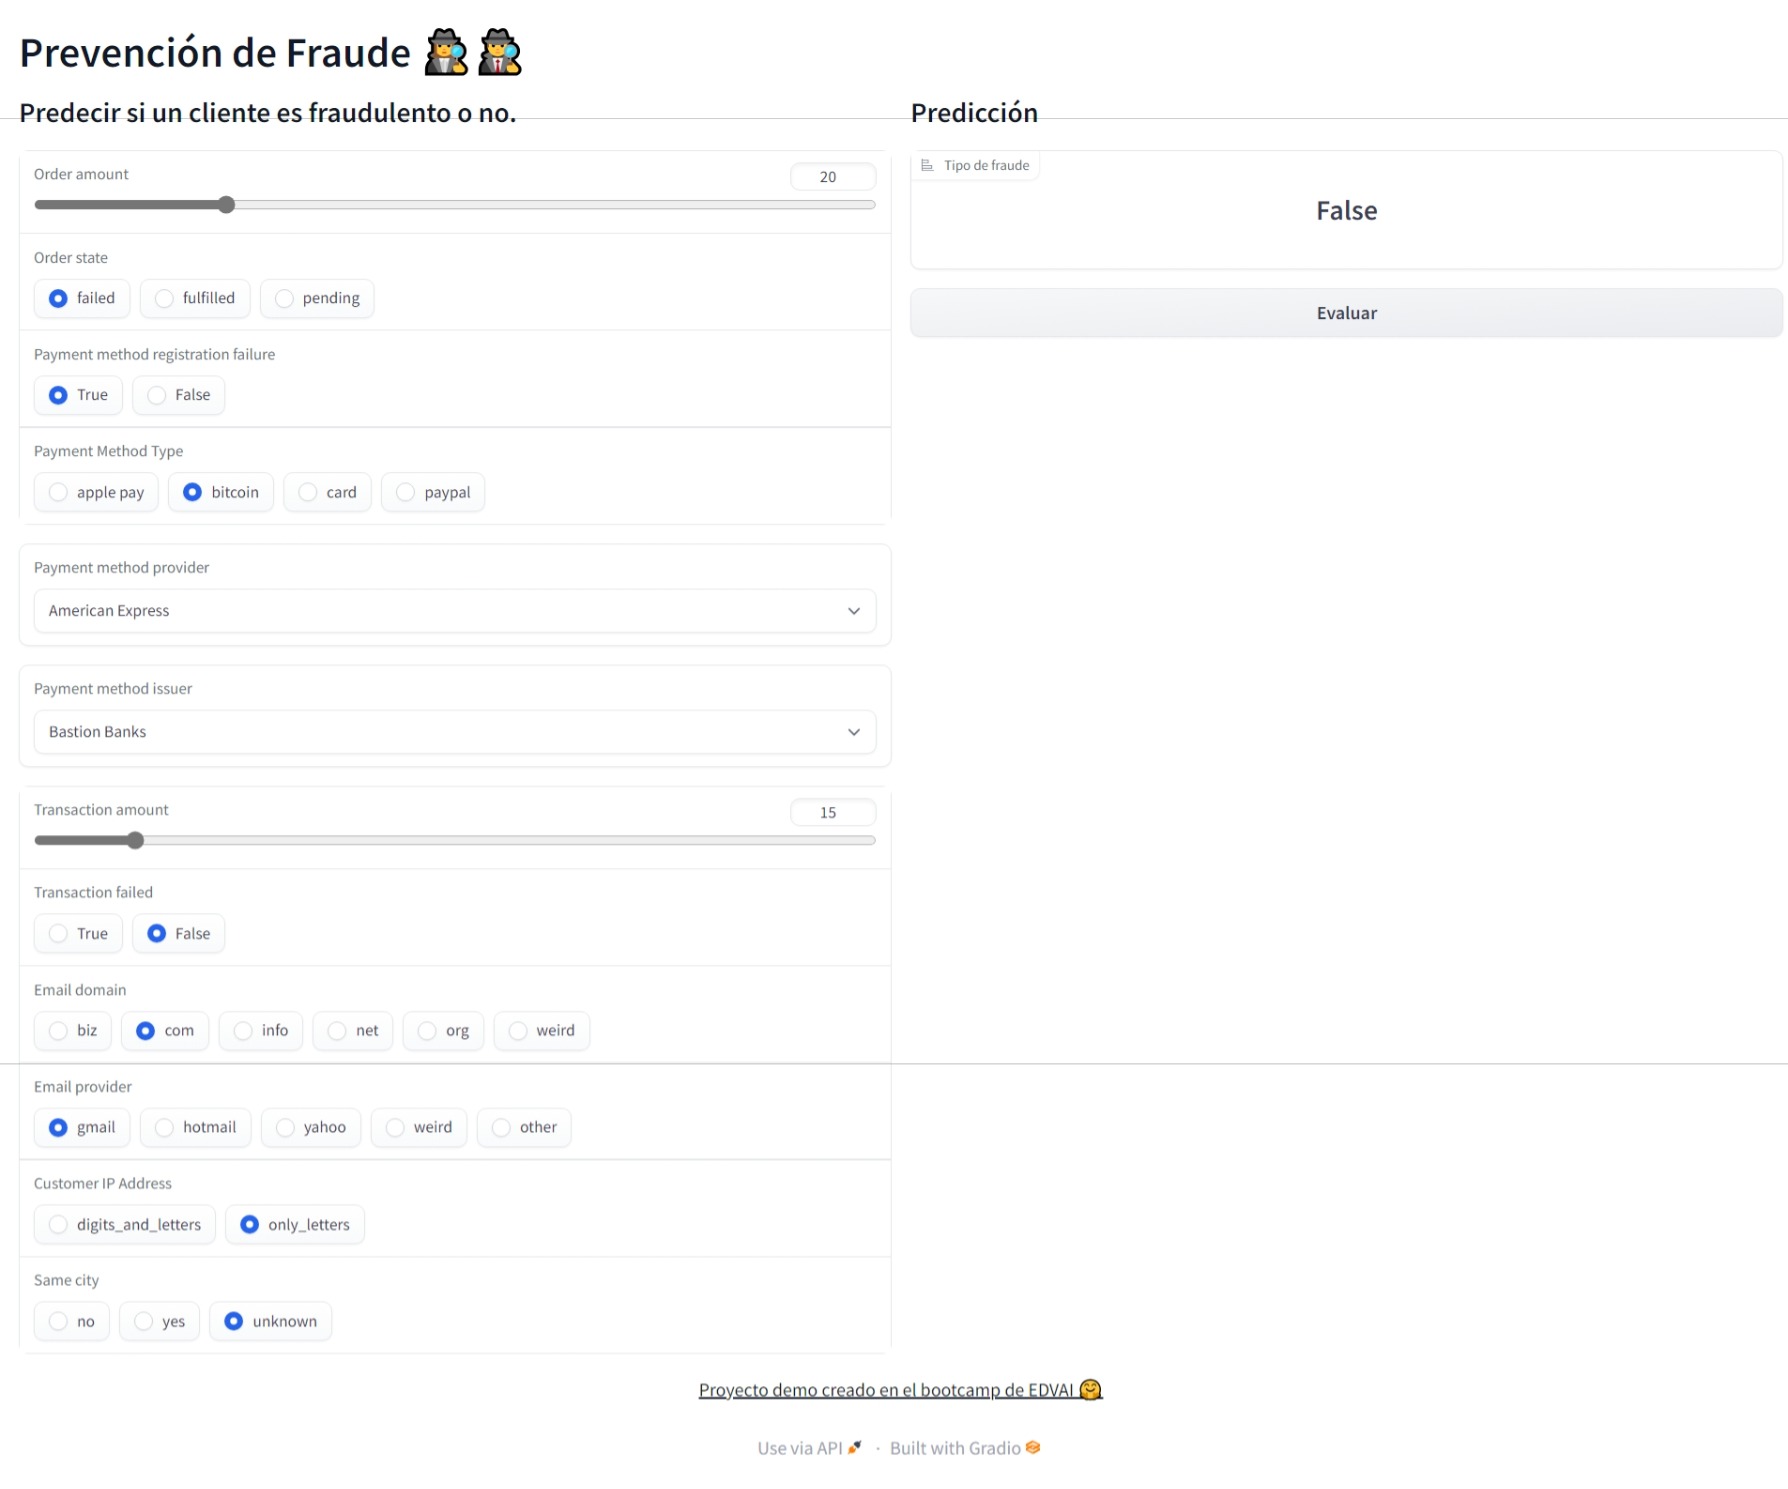 Prevención de Fraude
Predecir si un cliente es fraudulento o no.
Order amount
20
Order state
failed
fulfilled
pending
Payment method registration failure
True
False
Payment Method Type
apple pay
bitcoin
card
paypal
Payment method provider
American Express
Payment method issuer
Bastion Banks
Transaction amount
15
Transaction failed
True
False
Email domain
biz
com
info
net
org
weird
Email provider
gmail
hotmail
yahoo
weird
other
Customer IP Address
digits_and_letters
only_letters
Same city
no
yes
unknown
Predicción
Tipo de fraude
False
Evaluar
Proyecto demo creado en el bootcamp de EDVAI 🤗
Use via API · Built with Gradio